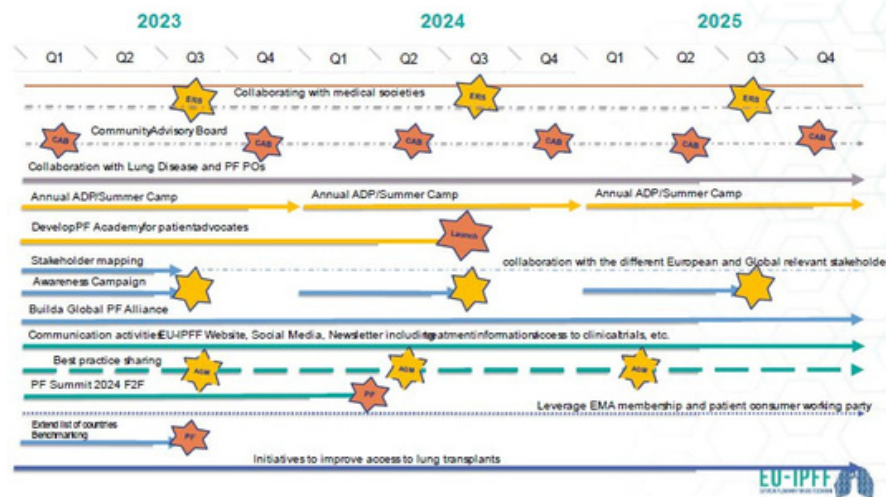 2023 2024 2025
Q1 Q2 Q3 Q4 Q1 Q2 Q3 Q4 Q1 Q2 Q3 Q4
ERS Collaborating with medical societies ERS ERS
CAB CommunityAdvisory Board CAB CAB CAB CAB CAB
Collaboration with Lung Disease and PF POs
Annual ADP/Summer Camp Annual ADP/Summer Camp Annual ADP/Summer Camp
DevelopPF Academyfor patientadvocates Launch
Stakeholder mapping collaboration with the different European and Global relevant stakeholde
Awareness Campaign
Builda Global PF Alliance
Communication activities:EU-IPFF Website, Social Media, Newsletter includingtreatmentinformationaccess to clinicaltrials, etc.
Best practice sharing AGM AGM AGM
PF Summit 2024 F2F PF
Leverage EMA membership and patient consumer working party
Extend list of countries
Benchmarking PF
Initiatives to improve access to lung transplants
EU-IPFF